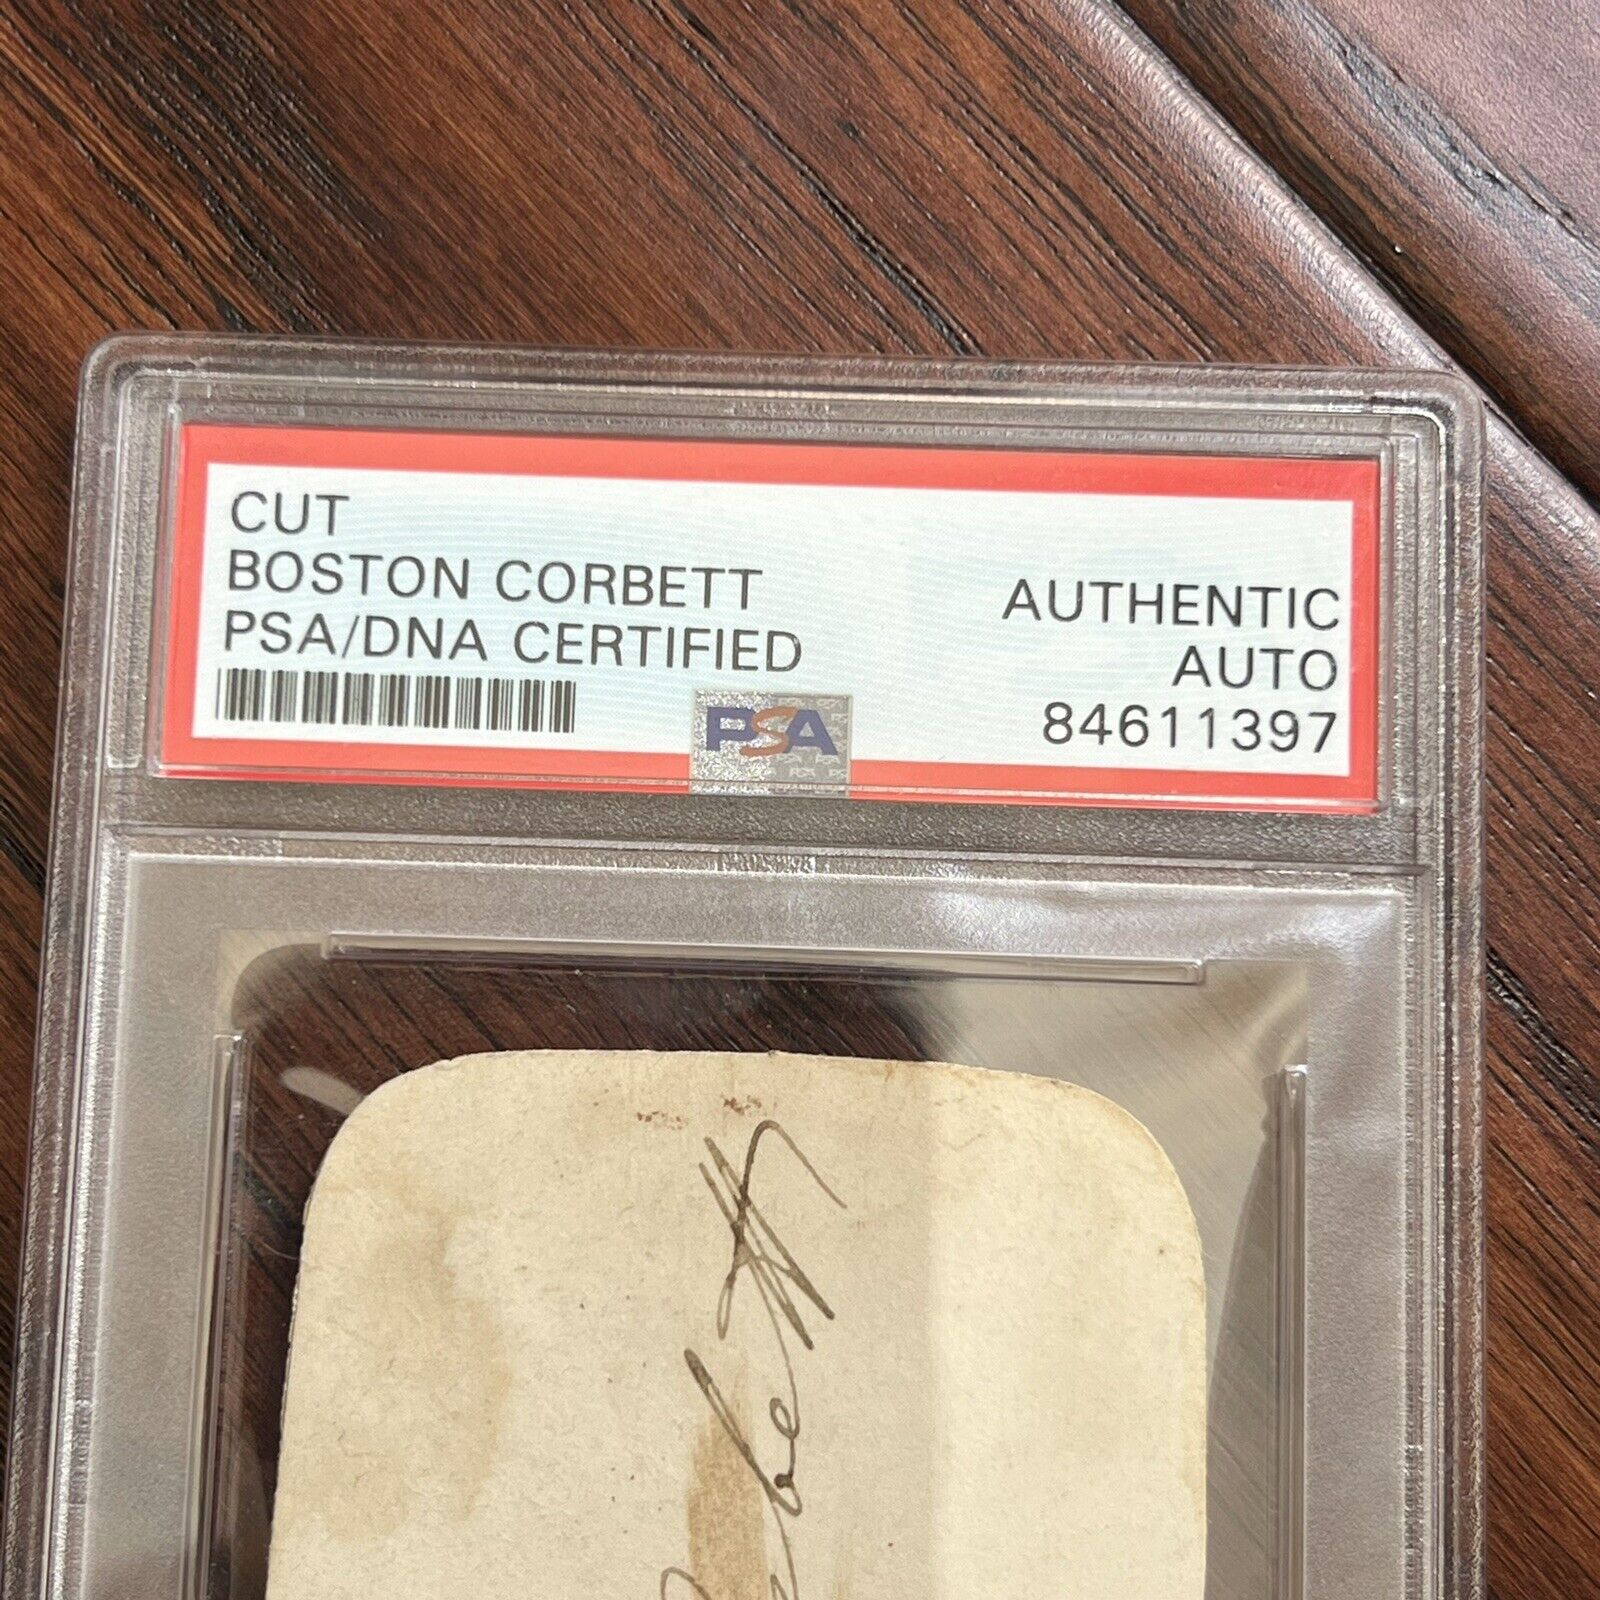 CUT
BOSTON CORBETT
PSA/DNA CERTIFIED
AUTHENTIC
AUTO
84611397
PSA